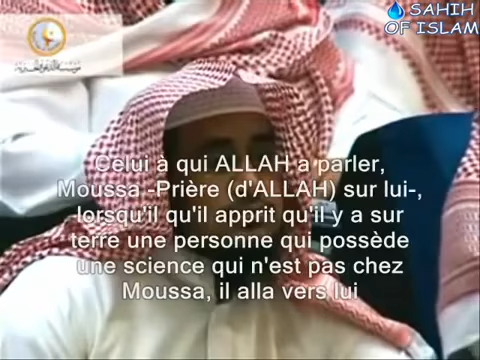 SAHIH
OF ISLAM
Celui à qui ALLAH a parler,
Moussa -Prière (d'ALLAH) sur lui-,
lorsqu'il qu'il apprit qu'il y a sur
terre une personne qui possède
une science qui n'est pas chez
Moussa, il alla vers lui